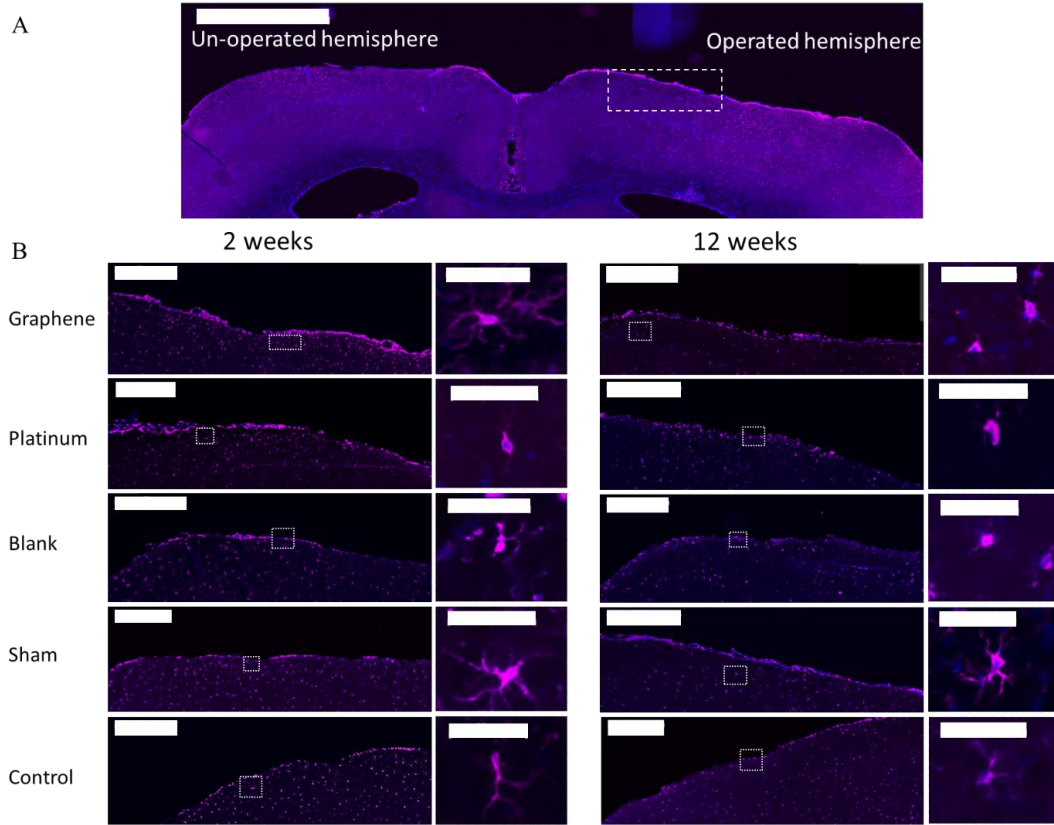 A
Un-operated hemisphere
Operated hemisphere
B
2 weeks
12 weeks
Graphene
Platinum
Blank
Sham
Control